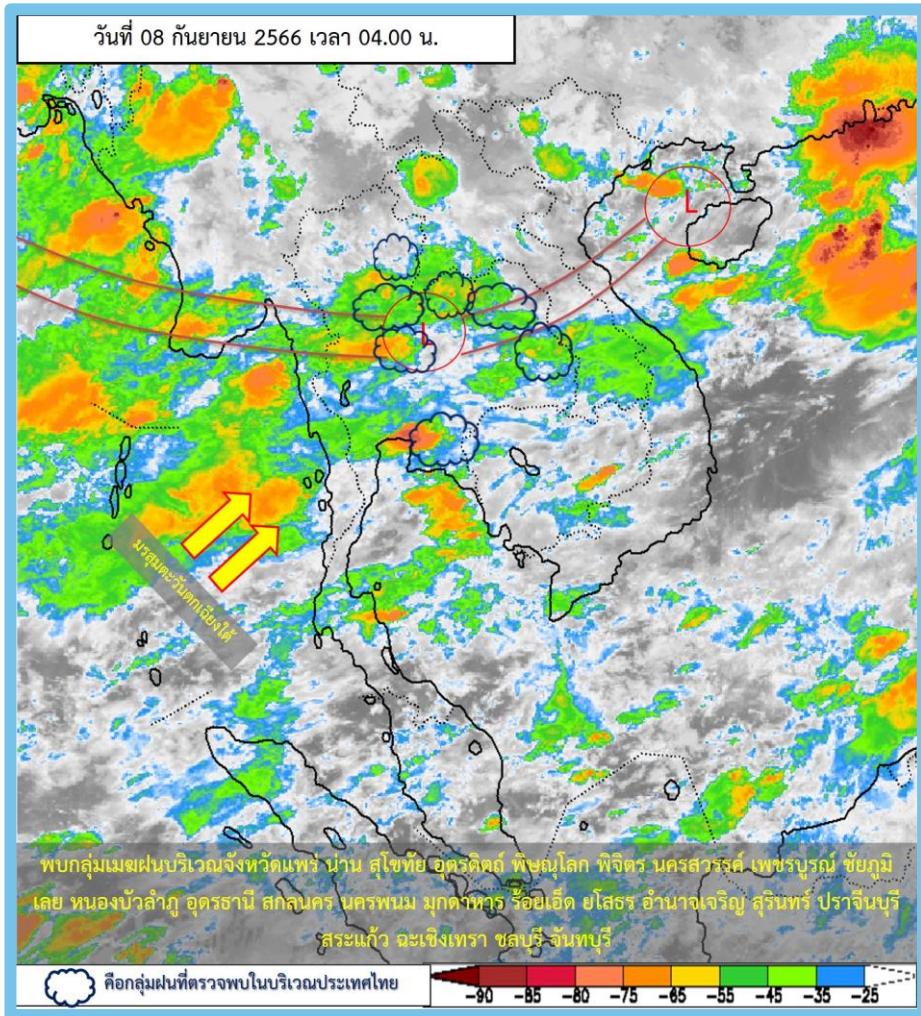 วันที่ 08 กันยายน 2566 เวลา 04.00 น.
L
L
มรสุมตะวันตกเฉียงใต้
พบกลุ่มเมฆฝนบริเวณจังหวัดแพร่ น่าน สุโขทัย อุตรดิตถ์ พิษณุโลก พิจิตร นครสวรรค์ เพชรบูรณ์ ชัยภูมิ
เลย หนองบัวลำภู อุดรธานี สกลนคร นครพนม มุกดาหาร ร้อยเอ็ด ยโสธร อำนาจเจริญ สุรินทร์ ปราจีนบุรี
สระแก้ว ฉะเชิงเทรา ชลบุรี จันทบุรี
คือกลุ่มฝนที่ตรวจพบในบริเวณประเทศไทย
-90 -85 -80 -75 -65 -55 -45 -35 -25